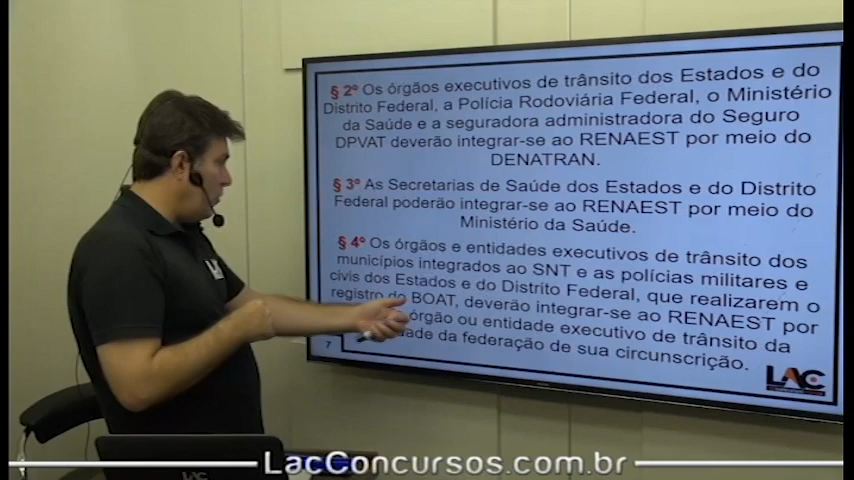 § 2º Os órgãos executivos de trânsito dos Estados e do
Distrito Federal, a Polícia Rodoviária Federal, o Ministério
da Saúde e a seguradora administradora do Seguro
DPVAT deverão integrar-se ao RENAEST por meio do
DENATRAN.
§ 3º As Secretarias de Saúde dos Estados e do Distrito
Federal poderão integrar-se ao RENAEST por meio do
Ministério da Saúde.
§ 4º Os órgãos e entidades executivos de trânsito dos
municípios integrados ao SNT e as polícias militares e
civis dos Estados e do Distrito Federal, que realizarem o
registro do BOAT, deverão integrar-se ao RENAEST por
órgão ou entidade executivo de trânsito da
da federação de sua circunscrição.
7
LAC
LAC
LacConcursos.com.br